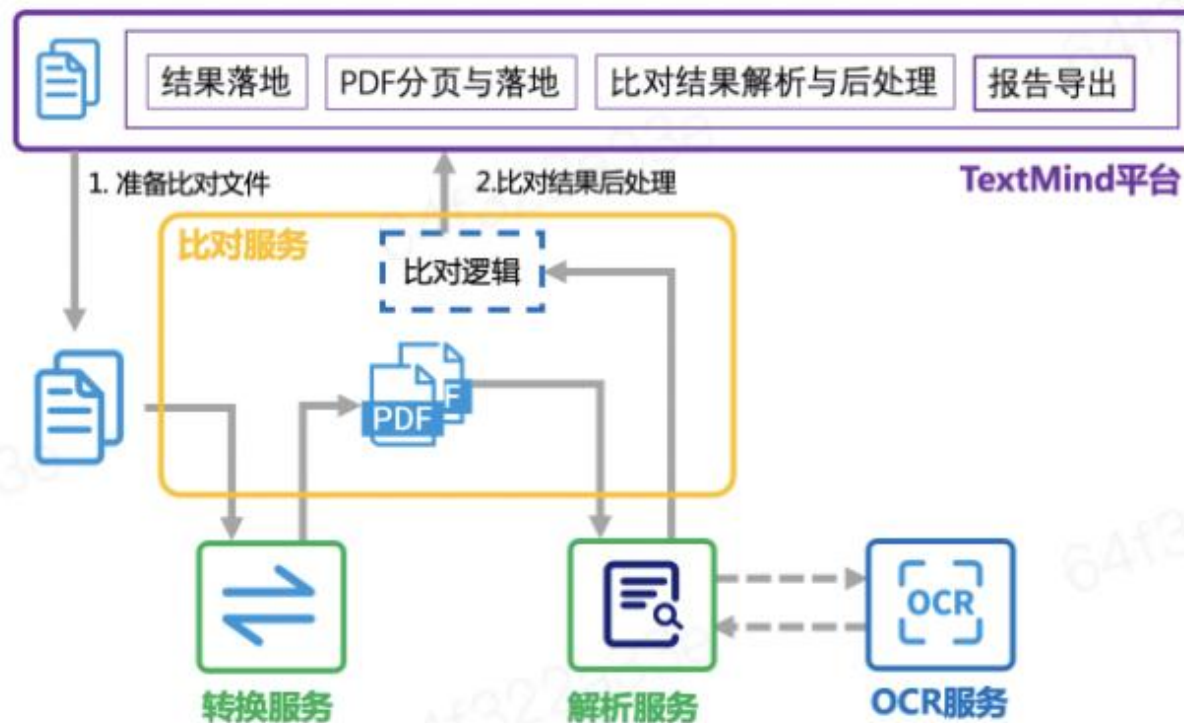 结果落地
PDF分页与落地
比对结果解析与后处理
报告导出
1. 准备比对文件
2.比对结果后处理
TextMind平台
比对服务
比对逻辑
F
PDF
OCR
转换服务
解析服务
OCR服务